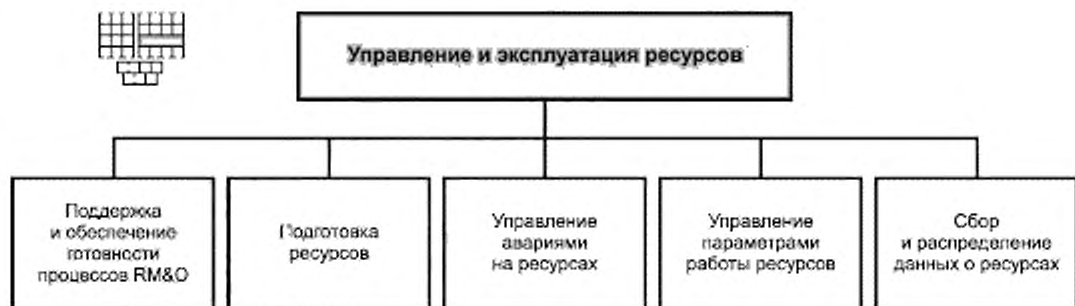 Управление и эксплуатация ресурсов
Поддержка
и обеспечение
готовности
процессов RM&O
Подготовка
ресурсов
Управление
авариями
на ресурсах
Управление
параметрами
работы ресурсов
Сбор
и распределение
данных о ресурсах